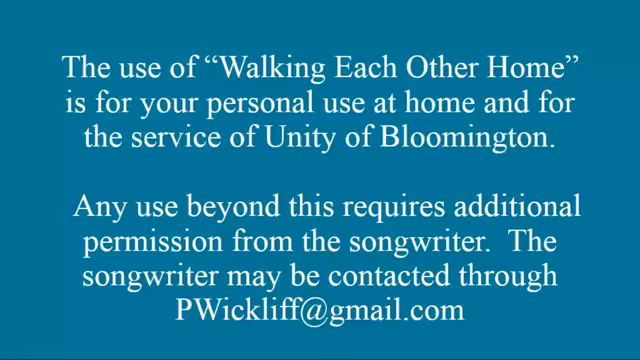 The use of “Walking Each Other Home”
is for your personal use at home and for
the service of Unity of Bloomington.
Any use beyond this requires additional
permission from the songwriter.  The
songwriter may be contacted through
PWickliff@gmail.com